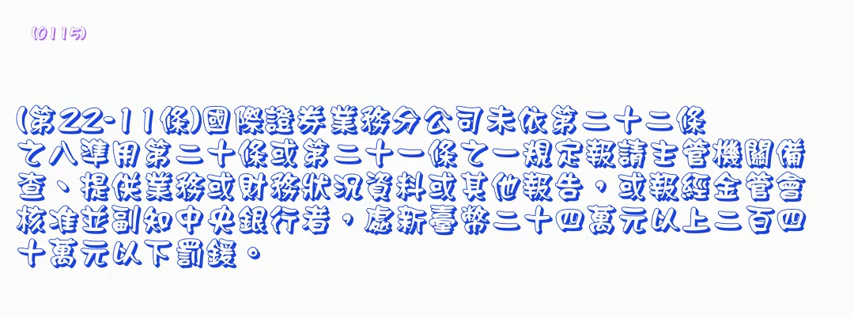 (0115)
(第22-11條)國際證券業務分公司未依第二十二條
之八準用第二十條或第二十一條之一規定報請主管機關備
查、提供業務或財務狀況資料或其他報告，或報經金管會
核准並副知中央銀行者，處新臺幣二十四萬元以上二百四
十萬元以下罰鍰。